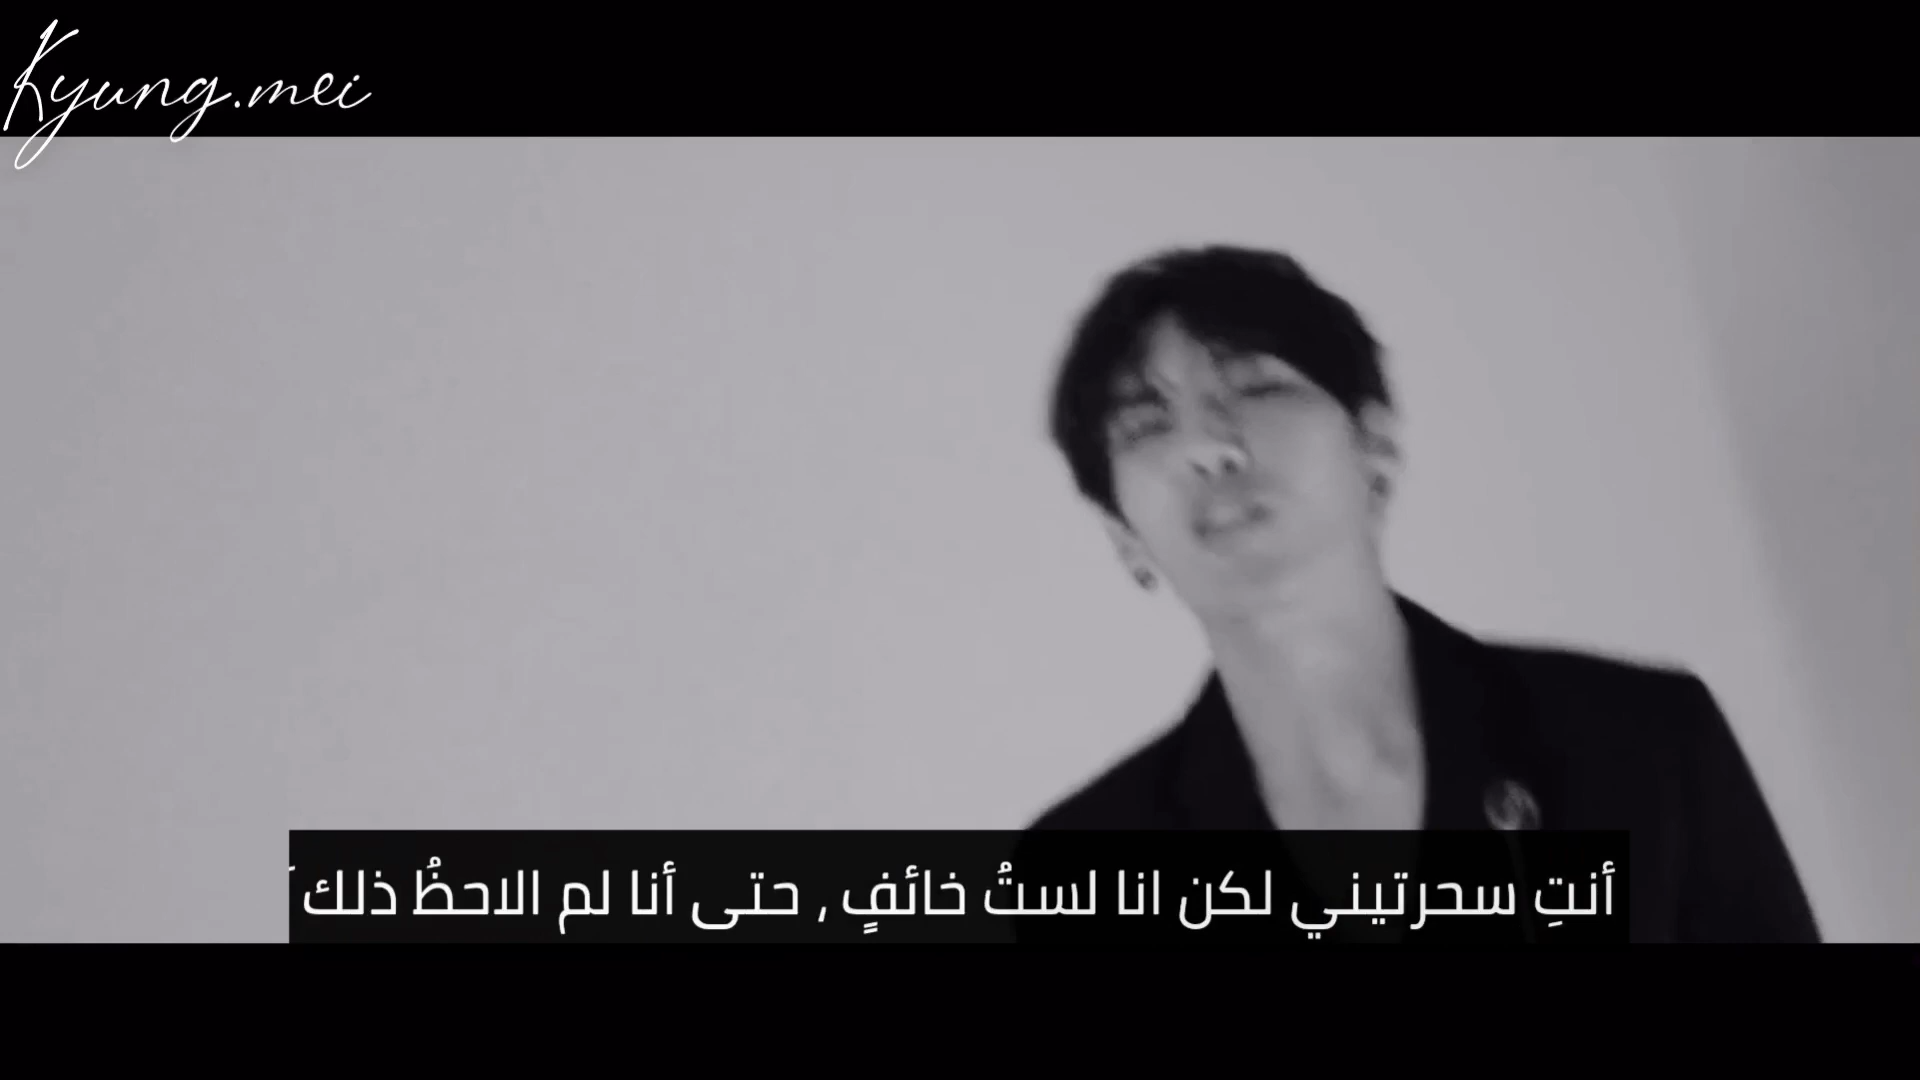 Kyung.mei
أنتِ سحرتيني لكن انا لستُ خائفٍ , حتى أنا لم الاحظُ ذلك